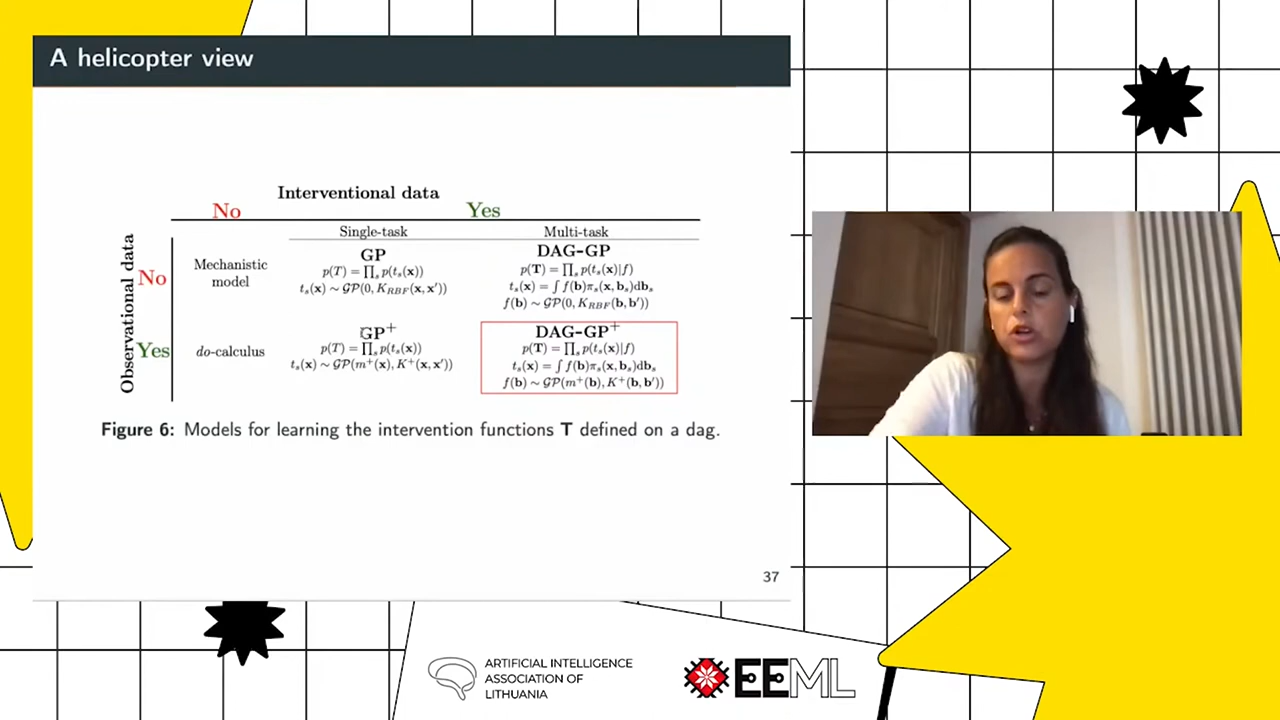 A helicopter view
Interventional data
No
Yes
Observational data
Single-task
Multi-task
No
Mechanistic
model
GP
p(T) = ∏ₛ p(tₛ(x))
tₛ(x) ∼ GP(0, K_RBF(x, x′))
DAG-GP
p(T) = ∏ₛ p(tₛ(x)|f)
tₛ(x) = ∫ f(b)πₛ(x, bₛ)dbₛ
f(b) ∼ GP(0, K_RBF(b, b′))
Yes
do-calculus
GP⁺
p(T) = ∏ₛ p(tₛ(x))
tₛ(x) ∼ GP(m⁺(x), K⁺(x, x′))
DAG-GP⁺
p(T) = ∏ₛ p(tₛ(x)|f)
tₛ(x) = ∫ f(b)πₛ(x, bₛ)dbₛ
f(b) ∼ GP(m⁺(b), K⁺(b, b′))
Figure 6: Models for learning the intervention functions T defined on a dag.
37
ARTIFICIAL INTELLIGENCE
ASSOCIATION OF
LITHUANIA
EEML